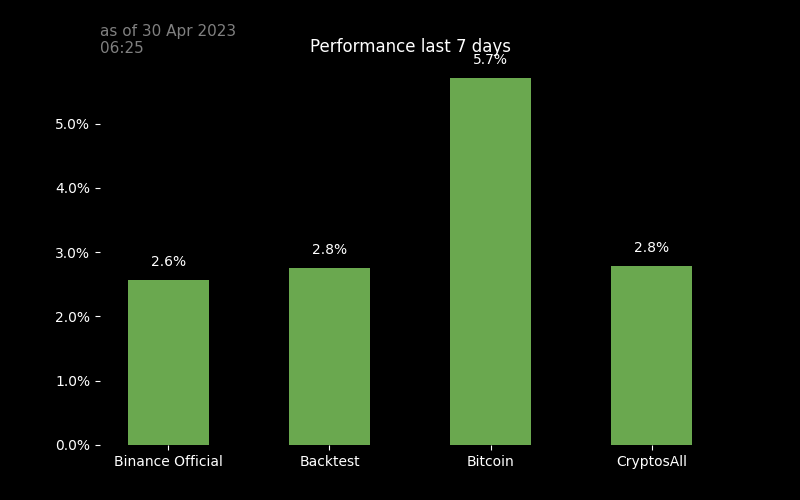 as of 30 Apr 2023
06:25
Performance last 7 days
5.7%
5.0%
4.0%
3.0%
2.8%
2.8%
2.6%
2.0%
1.0%
0.0%
Binance Official
Backtest
Bitcoin
CryptosAll